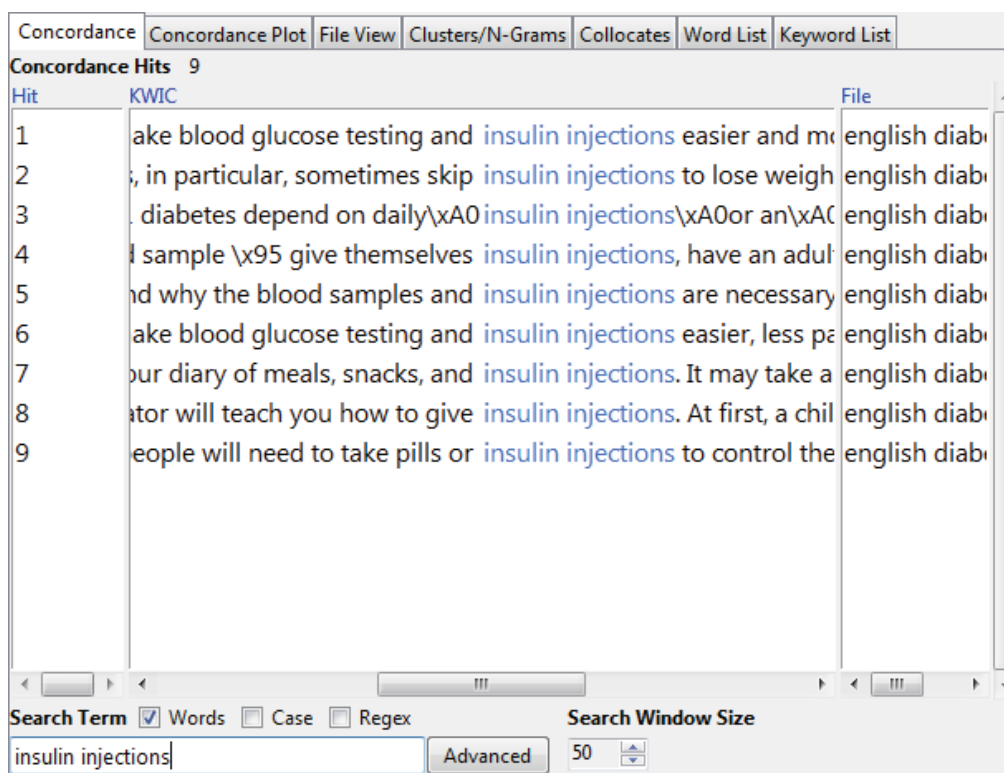 Concordance Concordance Plot File View Clusters/N-Grams Collocates Word List Keyword List
Concordance Hits 9
Hit KWIC File
1 ake blood glucose testing and insulin injections easier and mo english diab
2 s, in particular, sometimes skip insulin injections to lose weigh english diab
3 . diabetes depend on daily\xA0insulin injections\xA0or an\xA0 english diab
4 d sample \x95 give themselves insulin injections, have an adul english diab
5 nd why the blood samples and insulin injections are necessary english diab
6 ake blood glucose testing and insulin injections easier, less pa english diab
7 our diary of meals, snacks, and insulin injections. It may take a english diab
8 ator will teach you how to give insulin injections. At first, a chil english diab
9 eople will need to take pills or insulin injections to control the english diab
Search Term Words Case Regex Search Window Size
insulin injections Advanced 50